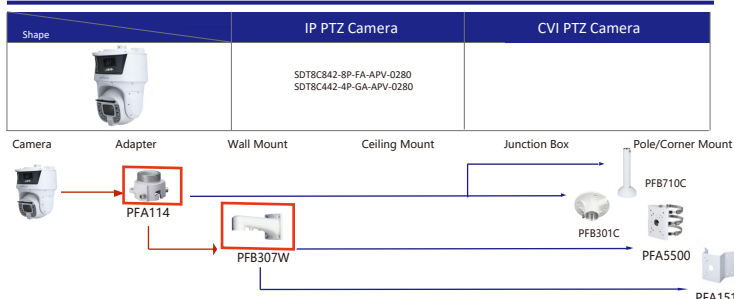 Shape
IP PTZ Camera
CVI PTZ Camera
SDT8C842-8P-FA-APV-0280
SDT8C442-4P-GA-APV-0280
Camera
Adapter
Wall Mount
Ceiling Mount
Junction Box
Pole/Corner Mount
PFA114
PFB307W
PFB710C
PFB301C
PFA5500
PFA151